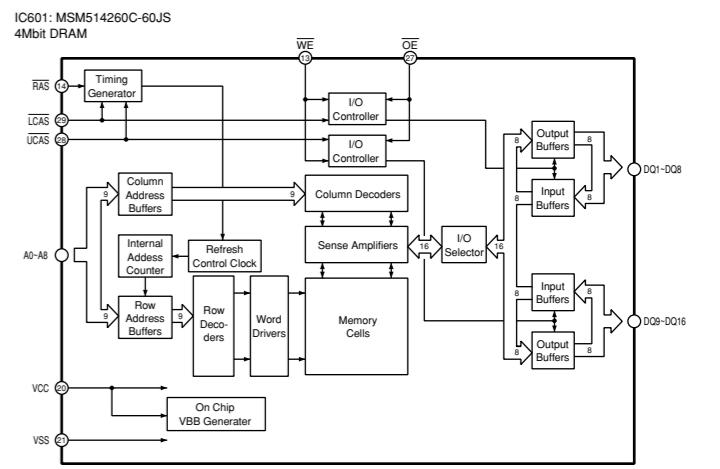 IC601: MSM514260C-60JS
4Mbit DRAM
WE
OE
13
27
RAS
14
Timing
Generator
LCAS
29
UCAS
28
I/O
Controller
I/O
Controller
Output
Buffers
8
8
DQ1~DQ8
Input
Buffers
8
8
Column
Address
Buffers
9
9
Column Decoders
A0~A8
Internal
Addess
Counter
Refresh
Control Clock
Sense Amplifiers
16
I/O
Selector
16
Row
Address
Buffers
9
9
Row
Deco-
ders
Word
Drivers
Memory
Cells
Input
Buffers
8
8
DQ9~DQ16
Output
Buffers
8
8
VCC
20
On Chip
VBB Generater
VSS
21